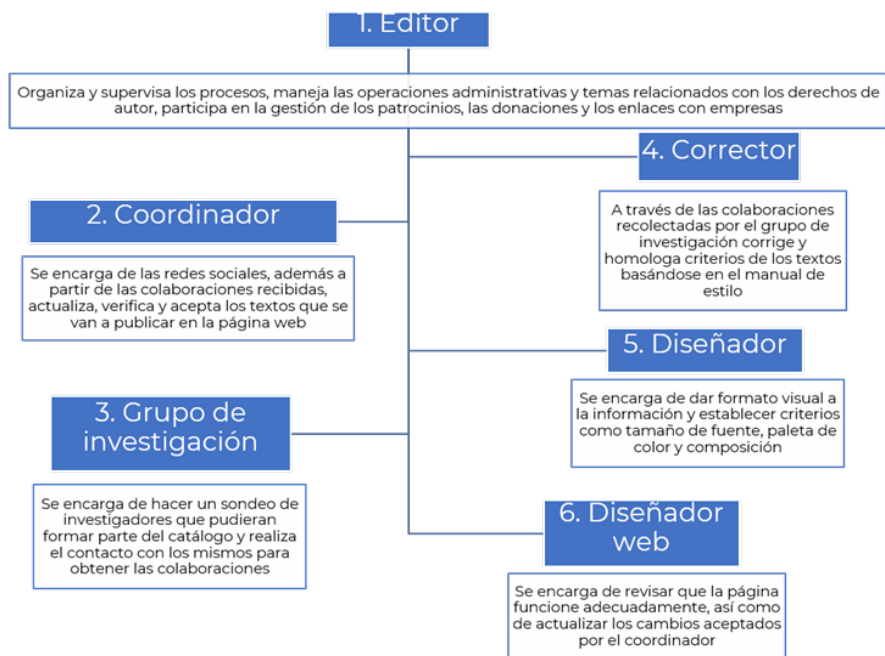 1. Editor
Organiza y supervisa los procesos, maneja las operaciones administrativas y temas relacionados con los derechos de
autor, participa en la gestión de los patrocinios, las donaciones y los enlaces con empresas
2. Coordinador
Se encarga de las redes sociales, además a
partir de las colaboraciones recibidas,
actualiza, verifica y acepta los textos que se
van a publicar en la página web
3. Grupo de
investigación
Se encarga de hacer un sondeo de
investigadores que pudieran
formar parte del catálogo y realiza
el contacto con los mismos para
obtener las colaboraciones
4. Corrector
A través de las colaboraciones
recolectadas por el grupo de
investigación corrige y
homologa criterios de los textos
basándose en el manual de
estilo
5. Diseñador
Se encarga de dar formato visual a
la información y establecer criterios
como tamaño de fuente, paleta de
color y composición
6. Diseñador
web
Se encarga de revisar que la página
funcione adecuadamente, así como
de actualizar los cambios aceptados
por el coordinador